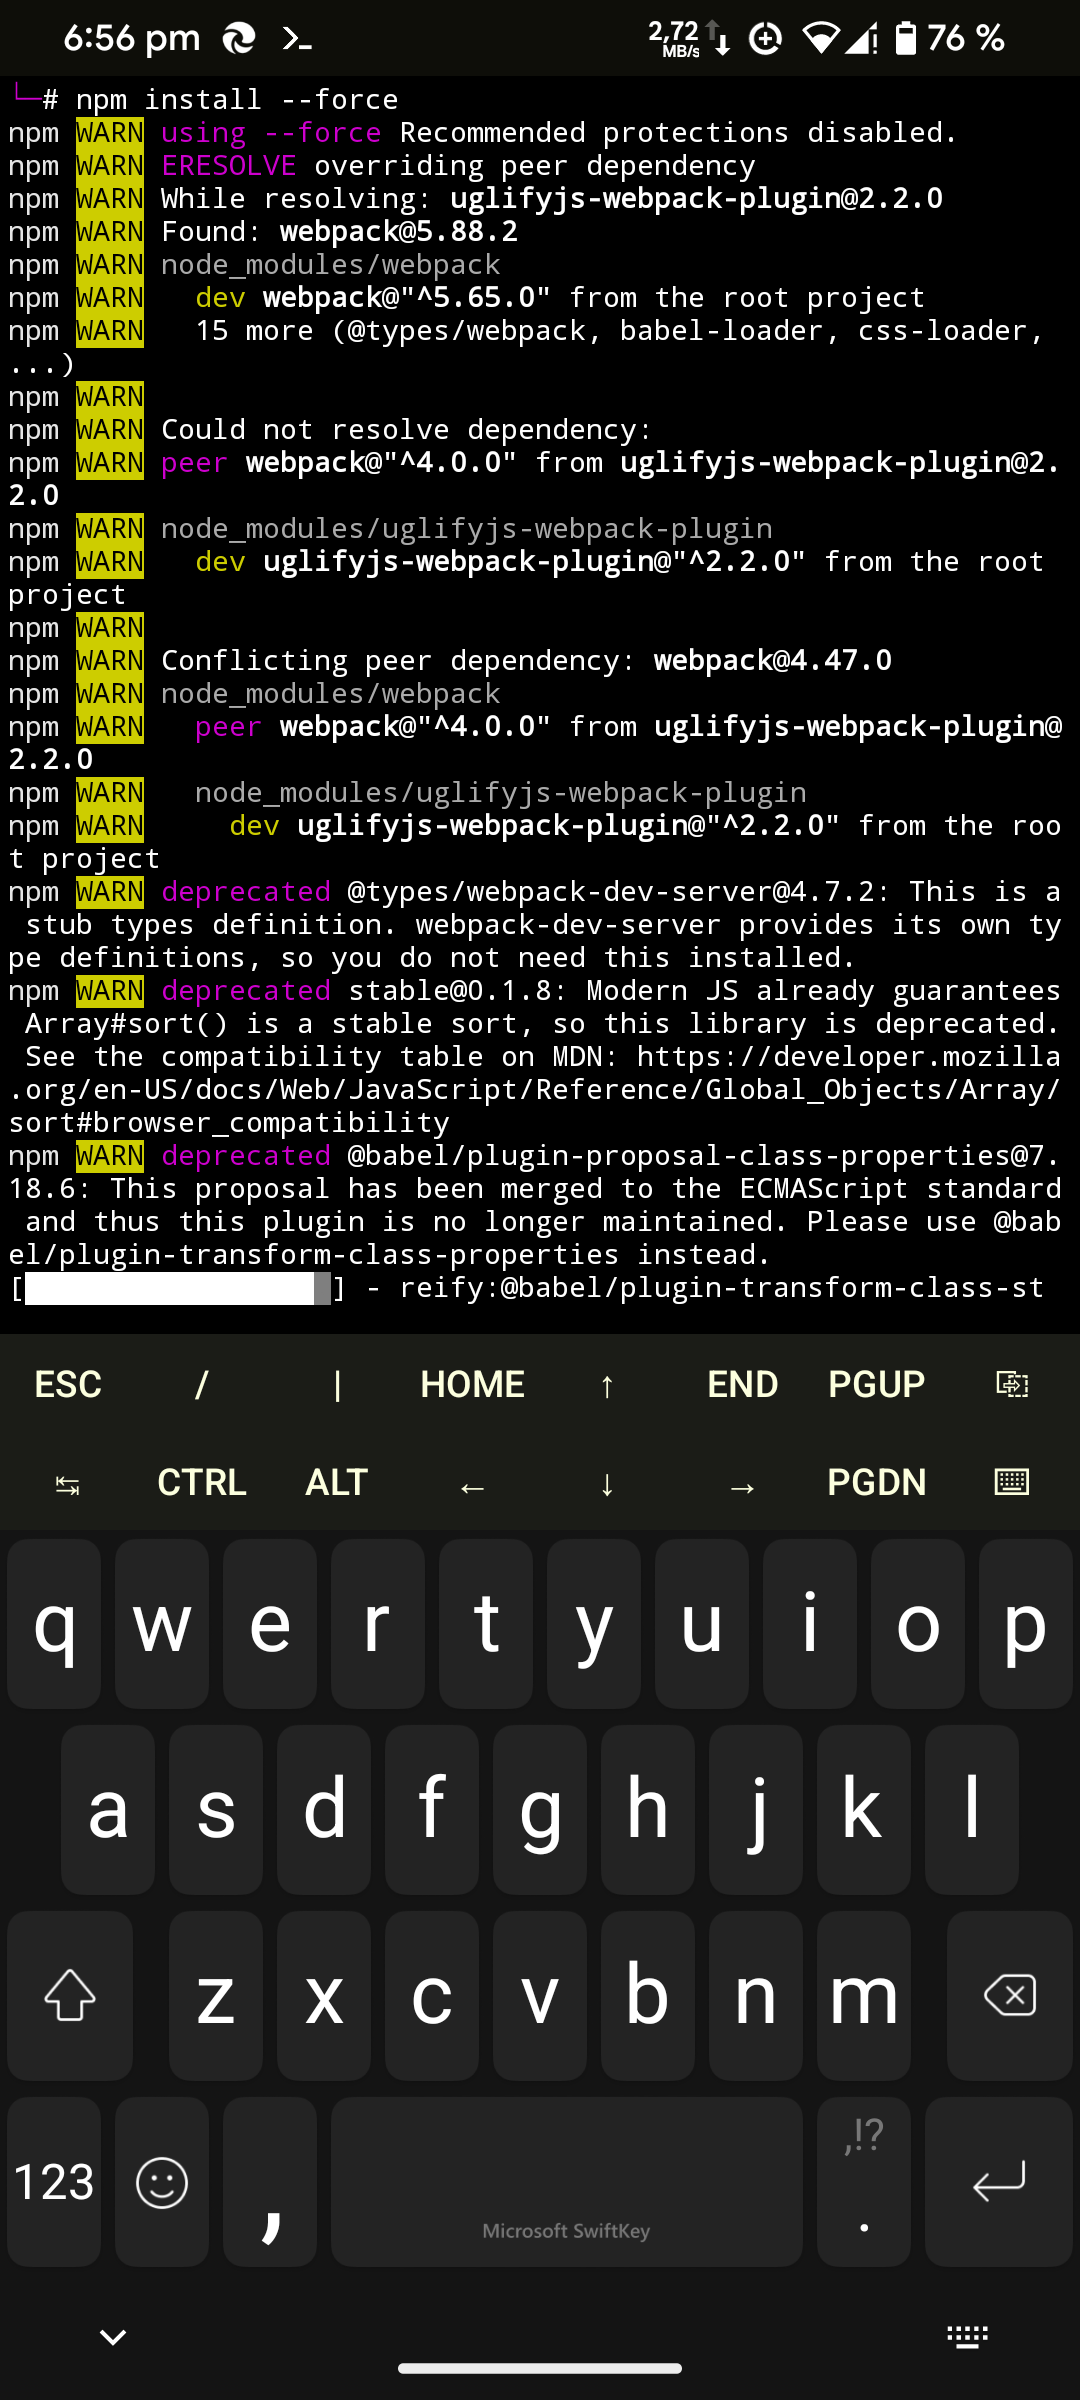 6:56 pm >_ 2,72 MB/s 76 %
└─# npm install --force
npm WARN using --force Recommended protections disabled.
npm WARN ERESOLVE overriding peer dependency
npm WARN While resolving: uglifyjs-webpack-plugin@2.2.0
npm WARN Found: webpack@5.88.2
npm WARN node_modules/webpack
npm WARN   dev webpack@"^5.65.0" from the root project
npm WARN   15 more (@types/webpack, babel-loader, css-loader,
...)
npm WARN
npm WARN Could not resolve dependency:
npm WARN peer webpack@"^4.0.0" from uglifyjs-webpack-plugin@2.
2.0
npm WARN node_modules/uglifyjs-webpack-plugin
npm WARN   dev uglifyjs-webpack-plugin@"^2.2.0" from the root
project
npm WARN
npm WARN Conflicting peer dependency: webpack@4.47.0
npm WARN node_modules/webpack
npm WARN   peer webpack@"^4.0.0" from uglifyjs-webpack-plugin@
2.2.0
npm WARN   node_modules/uglifyjs-webpack-plugin
npm WARN     dev uglifyjs-webpack-plugin@"^2.2.0" from the roo
t project
npm WARN deprecated @types/webpack-dev-server@4.7.2: This is a
 stub types definition. webpack-dev-server provides its own ty
pe definitions, so you do not need this installed.
npm WARN deprecated stable@0.1.8: Modern JS already guarantees
 Array#sort() is a stable sort, so this library is deprecated.
 See the compatibility table on MDN: https://developer.mozilla
.org/en-US/docs/Web/JavaScript/Reference/Global_Objects/Array/
sort#browser_compatibility
npm WARN deprecated @babel/plugin-proposal-class-properties@7.
18.6: This proposal has been merged to the ECMAScript standard
 and thus this plugin is no longer maintained. Please use @bab
el/plugin-transform-class-properties instead.
[                  ] - reify:@babel/plugin-transform-class-st
ESC / | HOME ↑ END PGUP
↹ CTRL ALT ← ↓ → PGDN
q w e r t y u i o p
a s d f g h j k l
z x c v b n m
123 , Microsoft SwiftKey ,!? .